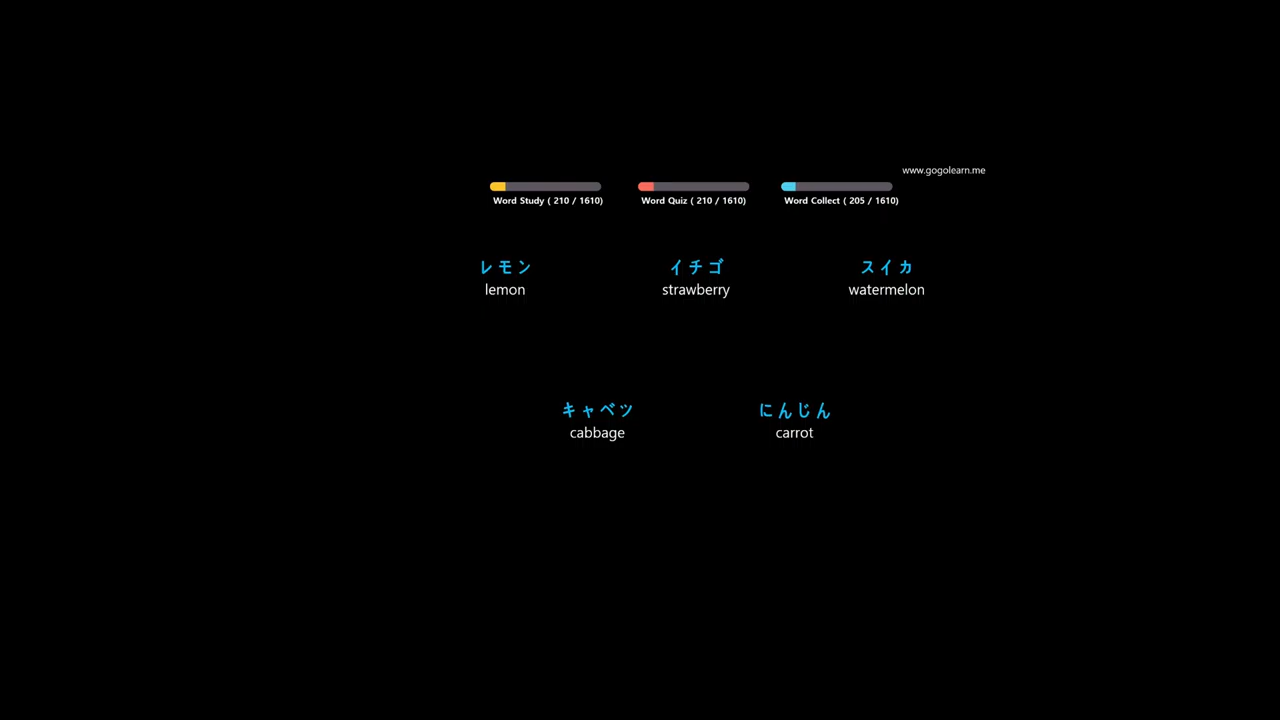 www.gogolearn.me
Word Study ( 210 / 1610) Word Quiz ( 210 / 1610) Word Collect ( 205 / 1610)
レモン イチゴ スイカ
lemon strawberry watermelon
キャベツ にんじん
cabbage carrot